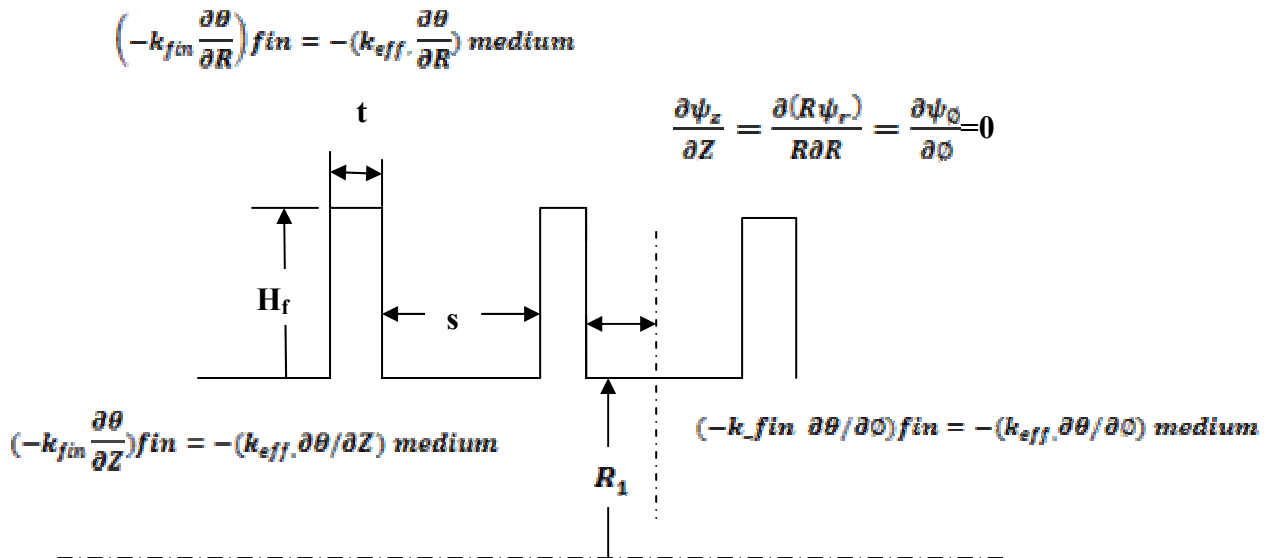 (-k_fin ∂θ/∂R)fin = -(k_eff. ∂θ/∂R) medium
t
∂ψ_z/∂Z = ∂(Rψ_r)/R∂R = ∂ψ_∅/∂∅=0
H_f
s
(-k_fin ∂θ/∂Z)fin = -(k_eff.∂θ/∂Z) medium
(-k_fin ∂θ/∂∅)fin = -(k_eff.∂θ/∂∅) medium
R_1